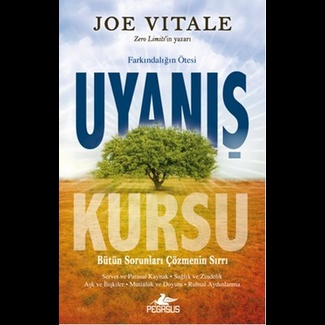 JOE VITALE
Zero Limits'in yazarı
Farkındalığın Ötesi
UYANIŞ
KURSU
Bütün Sorunları Çözmenin Sırrı
Servet ve Parasal Kaynak • Sağlık ve Zindelik
Aşk ve İlişkiler • Mutluluk ve Doyum • Ruhsal Aydınlanma
PEGASUS